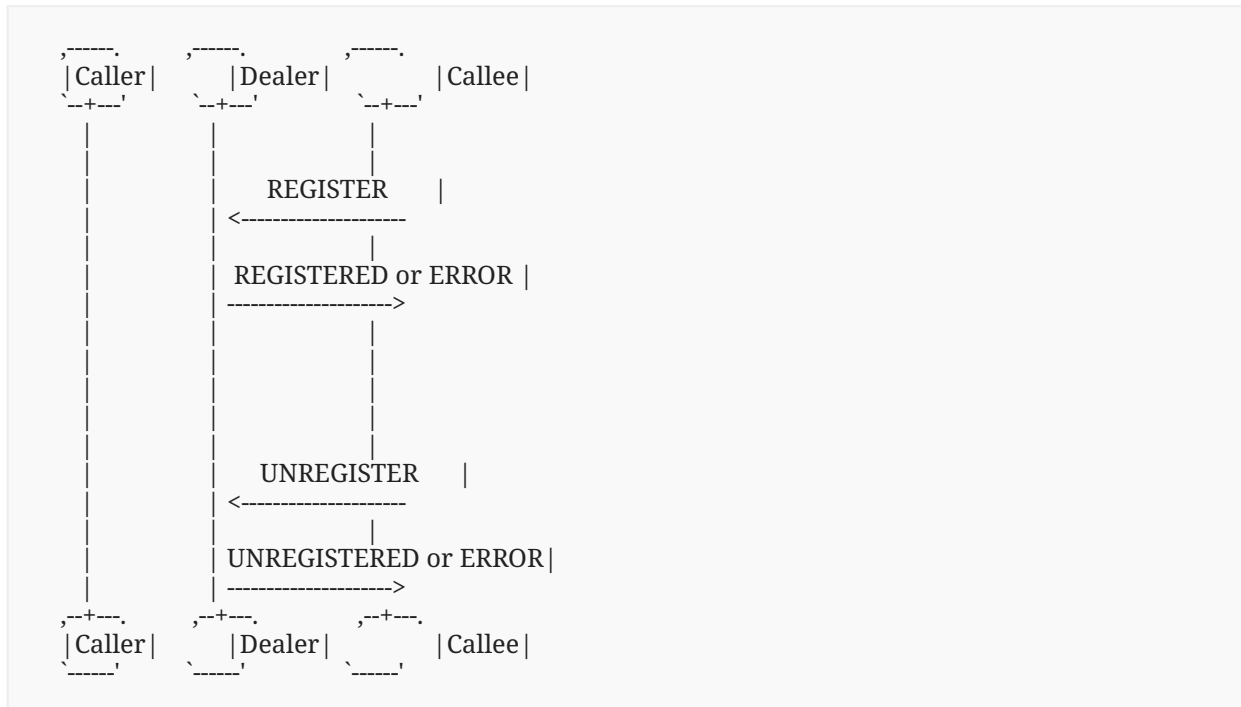 ,------.          ,------.               ,------.
|Caller|          |Dealer|               |Callee|
`--+---'          `--+---'               `--+---'
   |                 |                      |
   |                 |                      |
   |                 |       REGISTER       |
   |                 | <---------------------
   |                 |                      |
   |                 |  REGISTERED or ERROR |
   |                 | --------------------->
   |                 |                      |
   |                 |                      |
   |                 |                      |
   |                 |                      |
   |                 |                      |
   |                 |      UNREGISTER      |
   |                 | <---------------------
   |                 |                      |
   |                 | UNREGISTERED or ERROR|
   |                 | --------------------->
,--+---.          ,--+---.               ,--+---.
|Caller|          |Dealer|               |Callee|
`------'          `------'               `------'